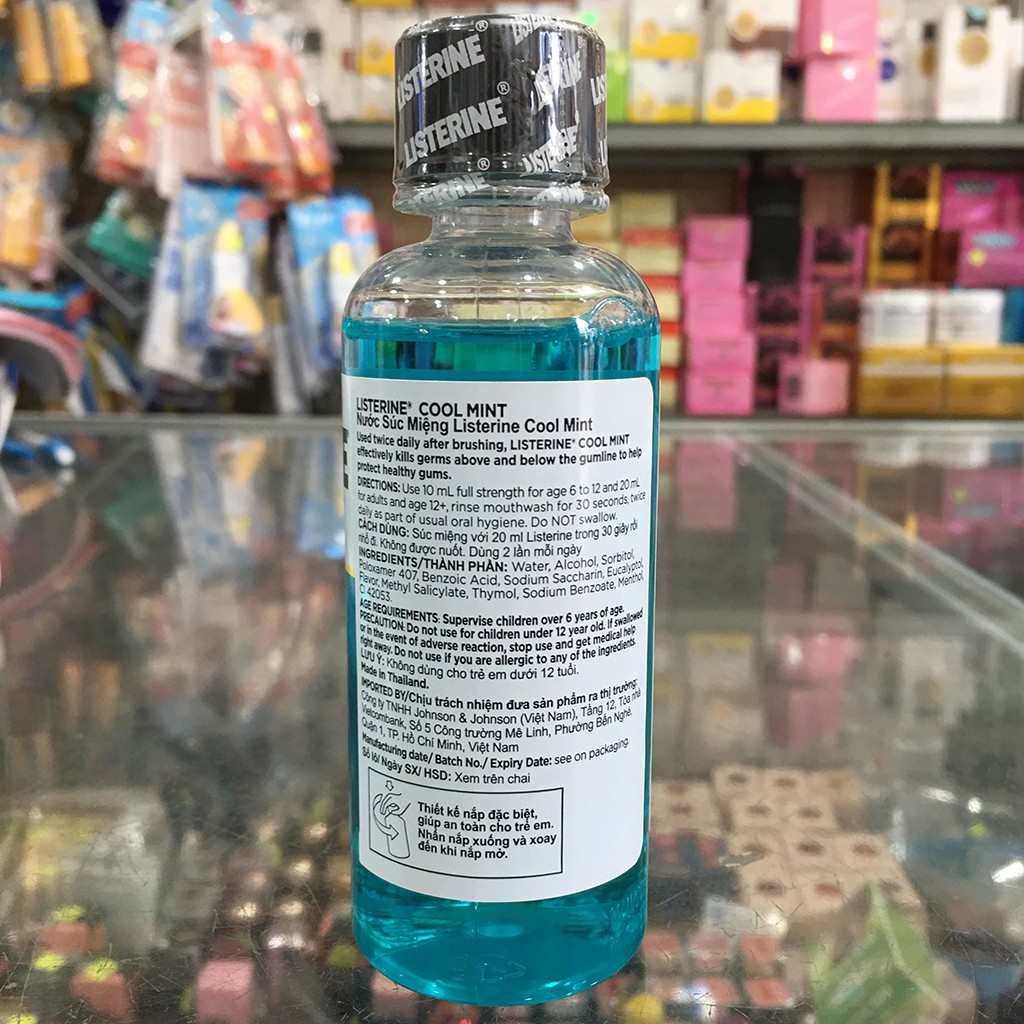 LISTERINE®
LISTERINE®
LISTERINE® COOL MINT
Nước Súc Miệng Listerine Cool Mint
Used twice daily after brushing, LISTERINE® COOL MINT
effectively kills germs above and below the gumline to help
protect healthy gums.
DIRECTIONS: Use 10 mL full strength for age 6 to 12 and 20 mL
for adults and age 12+, rinse mouthwash for 30 seconds, twice
daily as part of usual oral hygiene. Do NOT swallow.
CÁCH DÙNG: Súc miệng với 20 ml Listerine trong 30 giây rồi
nhổ đi. Không được nuốt. Dùng 2 lần mỗi ngày
INGREDIENTS/THÀNH PHẦN: Water, Alcohol, Sorbitol,
Poloxamer 407, Benzoic Acid, Sodium Saccharin, Eucalyptol,
Flavor, Methyl Salicylate, Thymol, Sodium Benzoate, Menthol,
CI 42053.
AGE REQUIREMENTS: Supervise children over 6 years of age.
PRECAUTION: Do not use for children under 12 year old. If swallowed
or in the event of adverse reaction, stop use and get medical help
right away. Do not use if you are allergic to any of the ingredients.
LƯU Ý: Không dùng cho trẻ em dưới 12 tuổi.
Made in Thailand.
IMPORTED BY/Chịu trách nhiệm đưa sản phẩm ra thị trường:
Công ty TNHH Johnson & Johnson (Việt Nam), Tầng 12, Tòa nhà
Vietcombank, Số 5 Công trường Mê Linh, Phường Bến Nghé,
Quận 1, TP. Hồ Chí Minh, Việt Nam
Manufacturing date/ Batch No./ Expiry Date: see on packaging.
Số lô/ Ngày SX/ HSD: Xem trên chai
Thiết kế nắp đặc biệt,
giúp an toàn cho trẻ em.
Nhấn nắp xuống và xoay
đến khi nắp mở.